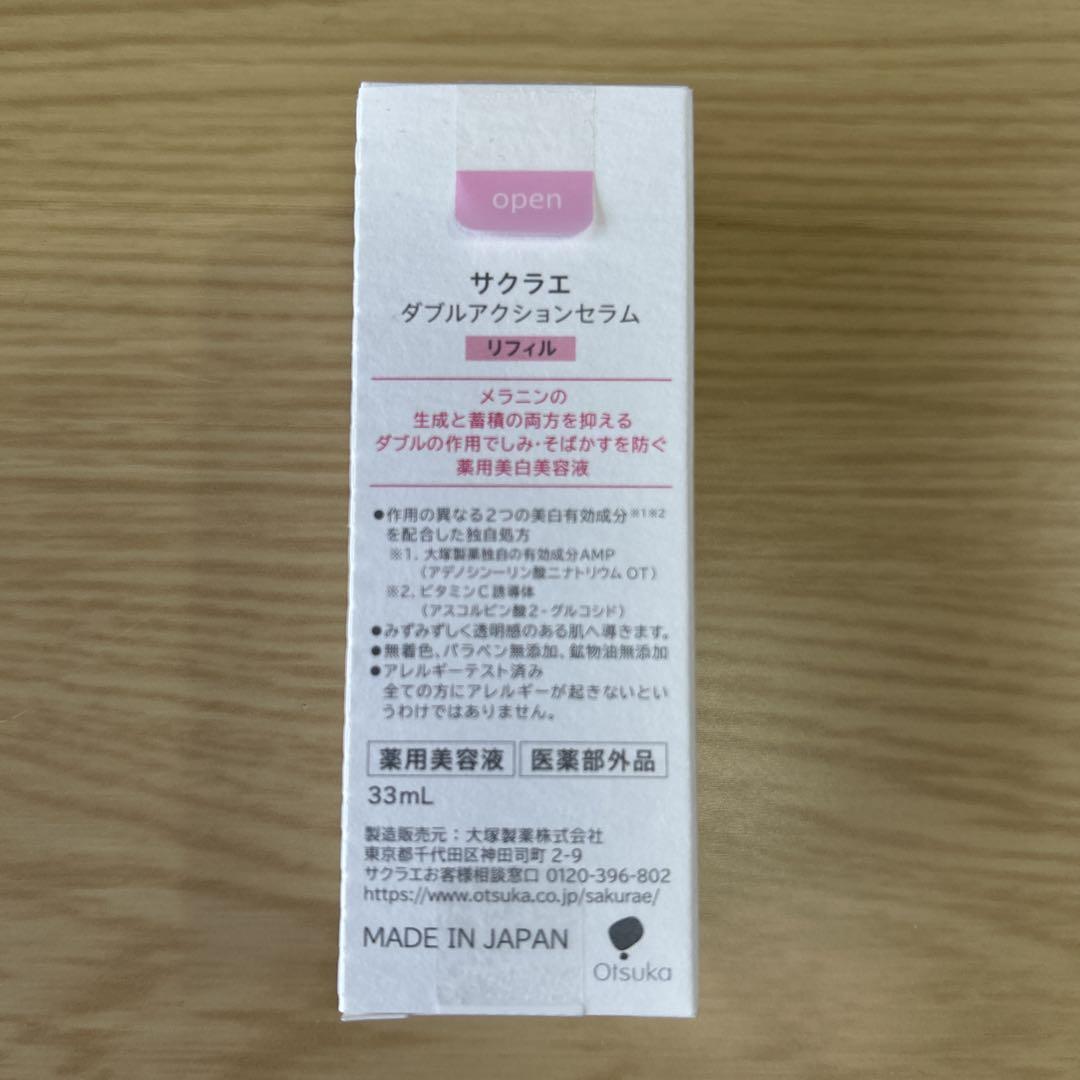 open
サクラエ
ダブルアクションセラム
リフィル
メラニンの
生成と蓄積の両方を抑える
ダブルの作用でしみ・そばかすを防ぐ
薬用美白美容液
●作用の異なる2つの美白有効成分※1※2
を配合した独自処方
※1. 大塚製薬独自の有効成分AMP
（アデノシン一リン酸二ナトリウム OT）
※2. ビタミンC誘導体
（アスコルビン酸2-グルコシド）
●みずみずしく透明感のある肌へ導きます。
●無着色、パラベン無添加、鉱物油無添加
●アレルギーテスト済み
全ての方にアレルギーが起きないとい
うわけではありません。
薬用美容液 医薬部外品
33mL
製造販売元：大塚製薬株式会社
東京都千代田区神田司町 2-9
サクラエお客様相談窓口 0120-396-802
https://www.otsuka.co.jp/sakurae/
MADE IN JAPAN
Otsuka